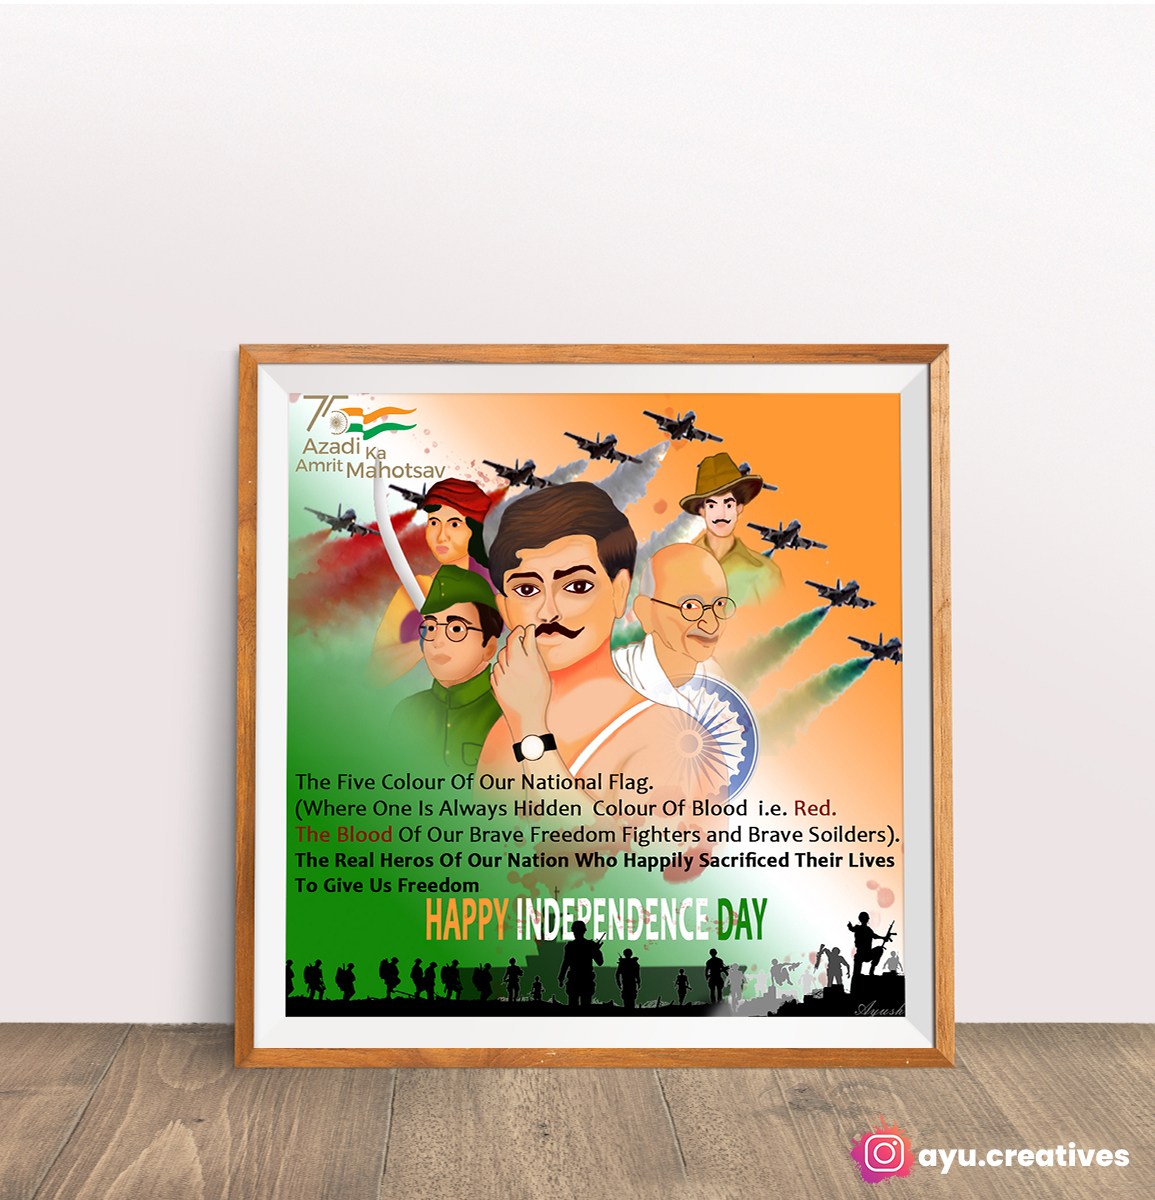 75
Azadi Ka
Amrit Mahotsav
The Five Colour Of Our National Flag.
(Where One Is Always Hidden Colour Of Blood i.e. Red.
The Blood Of Our Brave Freedom Fighters and Brave Soilders).
The Real Heros Of Our Nation Who Happily Sacrificed Their Lives
To Give Us Freedom
HAPPY INDEPENDENCE DAY
Ayush
ayu.creatives